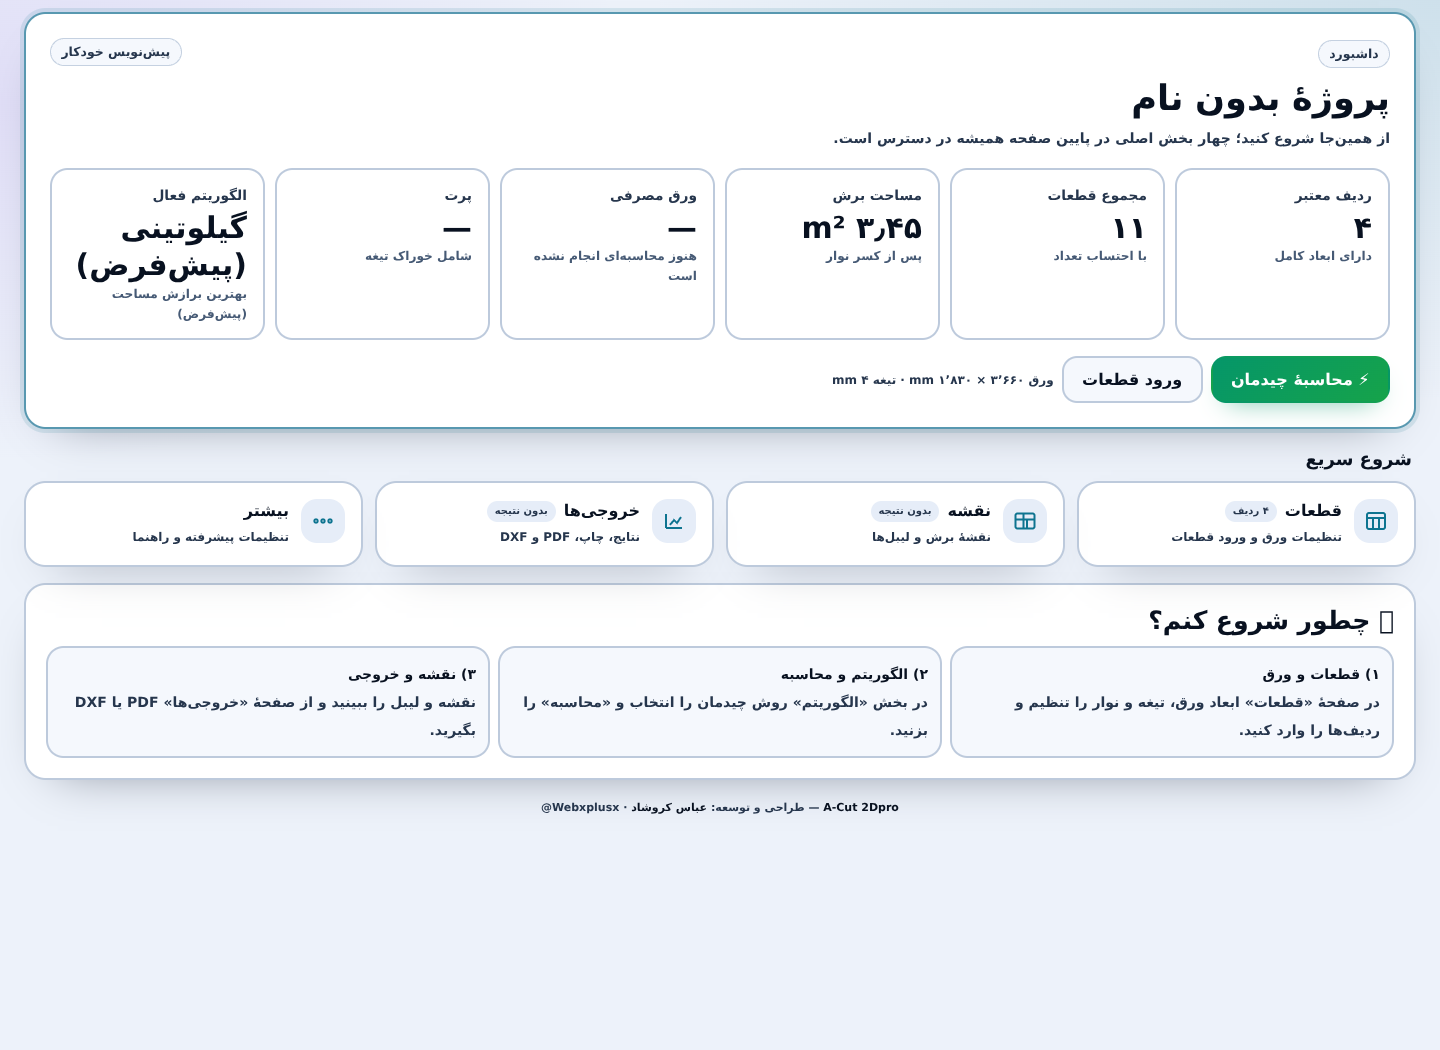 داشبورد
پیش‌نویس خودکار
پروژهٔ بدون نام
از همین‌جا شروع کنید؛ چهار بخش اصلی در پایین صفحه همیشه در دسترس است.
ردیف معتبر
۴
دارای ابعاد کامل
مجموع قطعات
۱۱
با احتساب تعداد
مساحت برش
۳٫۴۵ m²
پس از کسر نوار
ورق مصرفی
—
هنوز محاسبه‌ای انجام نشده
است
پرت
—
شامل خوراک تیغه
الگوریتم فعال
گیلوتینی
(پیش‌فرض)
بهترین برازش مساحت
(پیش‌فرض)
⚡ محاسبهٔ چیدمان
ورود قطعات
ورق ۳٬۶۶۰ × ۱٬۸۳۰ mm · تیغه ۴ mm
شروع سریع
قطعات ۴ ردیف
تنظیمات ورق و ورود قطعات
نقشه بدون نتیجه
نقشهٔ برش و لیبل‌ها
خروجی‌ها بدون نتیجه
نتایج، چاپ، PDF و DXF
بیشتر
تنظیمات پیشرفته و راهنما
چطور شروع کنم؟
۱) قطعات و ورق
در صفحهٔ «قطعات» ابعاد ورق، تیغه و نوار را تنظیم و
ردیف‌ها را وارد کنید.
۲) الگوریتم و محاسبه
در بخش «الگوریتم» روش چیدمان را انتخاب و «محاسبه» را
بزنید.
۳) نقشه و خروجی
نقشه و لیبل را ببینید و از صفحهٔ «خروجی‌ها» PDF یا DXF
بگیرید.
A-Cut 2Dpro — طراحی و توسعه: عباس کروشاد · @Webxplusx